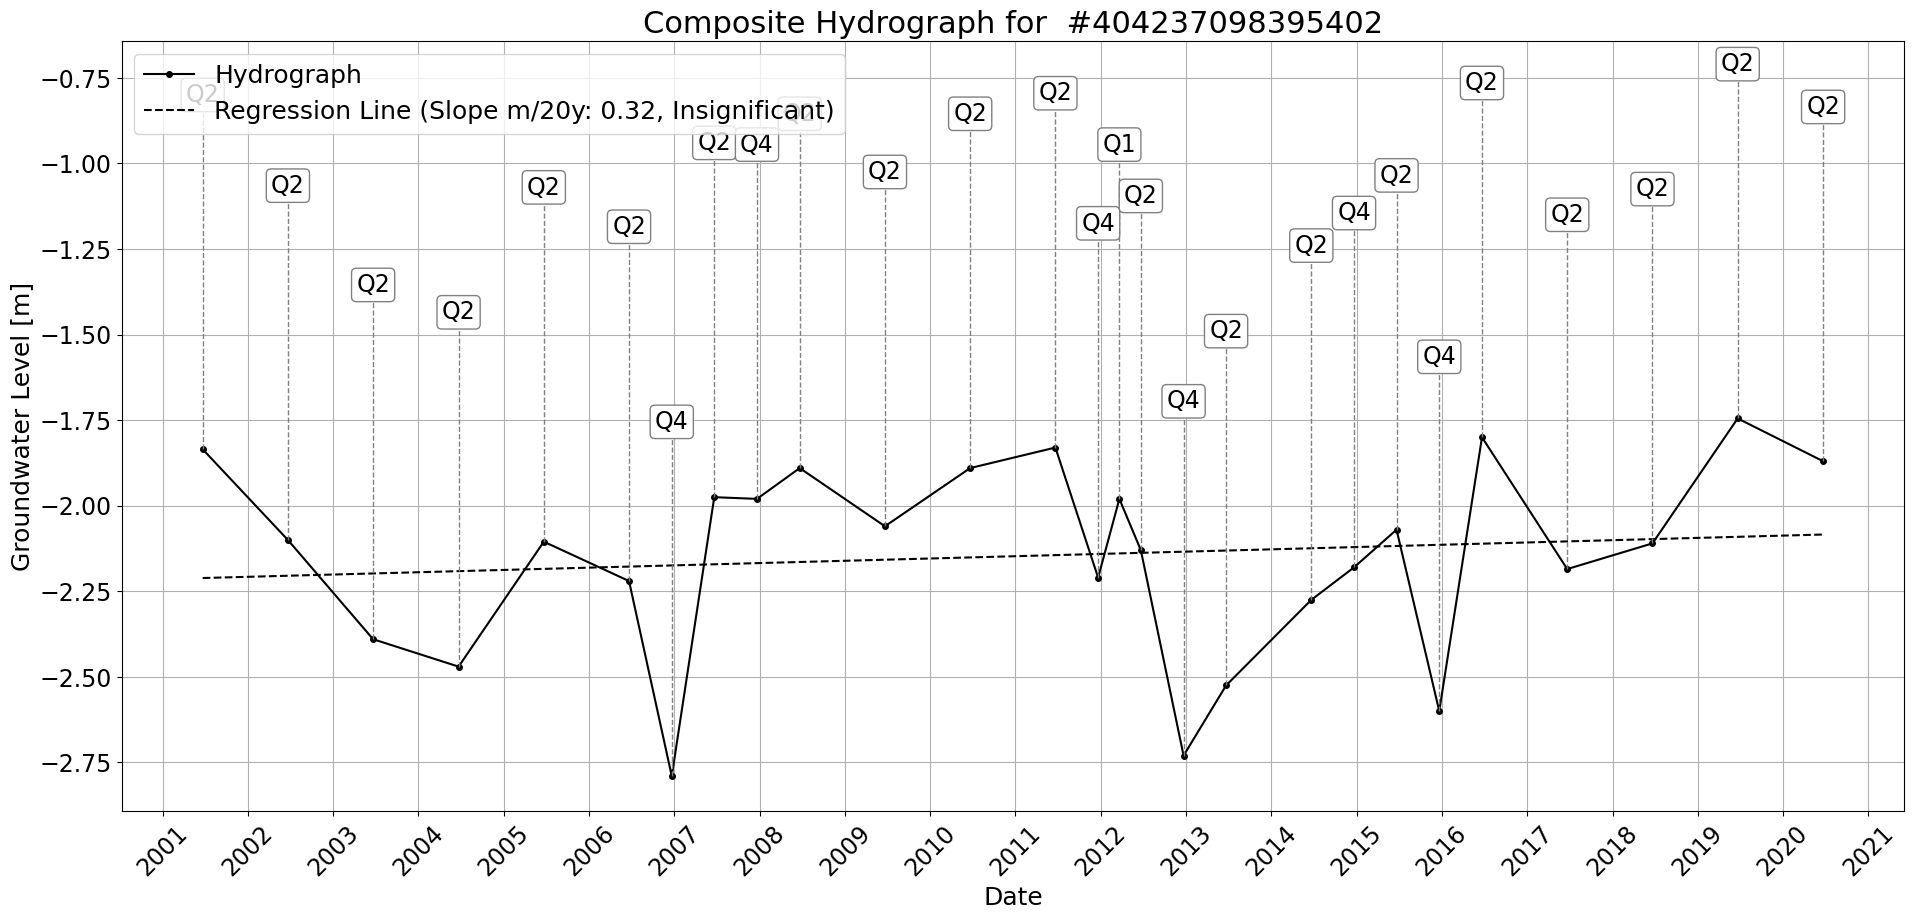 Composite Hydrograph for  #404237098395402
Hydrograph
Regression Line (Slope m/20y: 0.32, Insignificant)
Groundwater Level [m]
−0.75
−1.00
−1.25
−1.50
−1.75
−2.00
−2.25
−2.50
−2.75
Q2
Q2
Q2
Q2
Q2
Q2
Q4
Q2
Q4
Q2
Q2
Q2
Q2
Q4
Q1
Q2
Q4
Q2
Q2
Q4
Q2
Q4
Q2
Q2
Q2
Q2
Q2
2001
2002
2003
2004
2005
2006
2007
2008
2009
2010
2011
2012
2013
2014
2015
2016
2017
2018
2019
2020
2021
Date